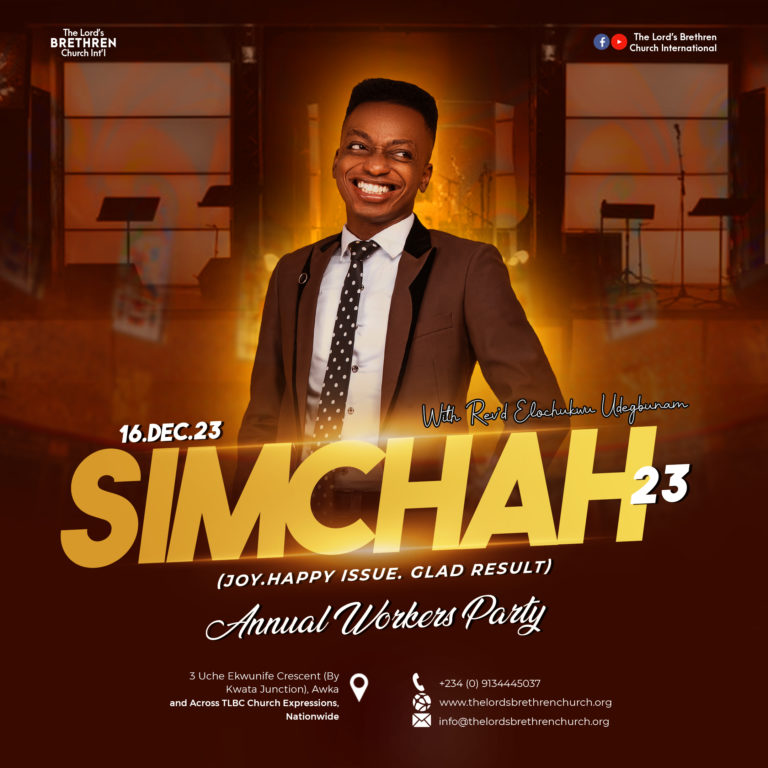 The Lord's
BRETHREN
Church Int'l
The Lord's Brethren
Church International
With Rev'd Elochukwu Udegbunam
16.DEC.23
SIMCHAH
23
(JOY.HAPPY ISSUE. GLAD RESULT)
Annual Workers Party
3 Uche Ekwunife Crescent (By
Kwata Junction), Awka
and Across TLBC Church Expressions,
Nationwide
+234 (0) 9134445037
www.thelordsbrethrenchurch.org
info@thelordsbrethrenchurch.org